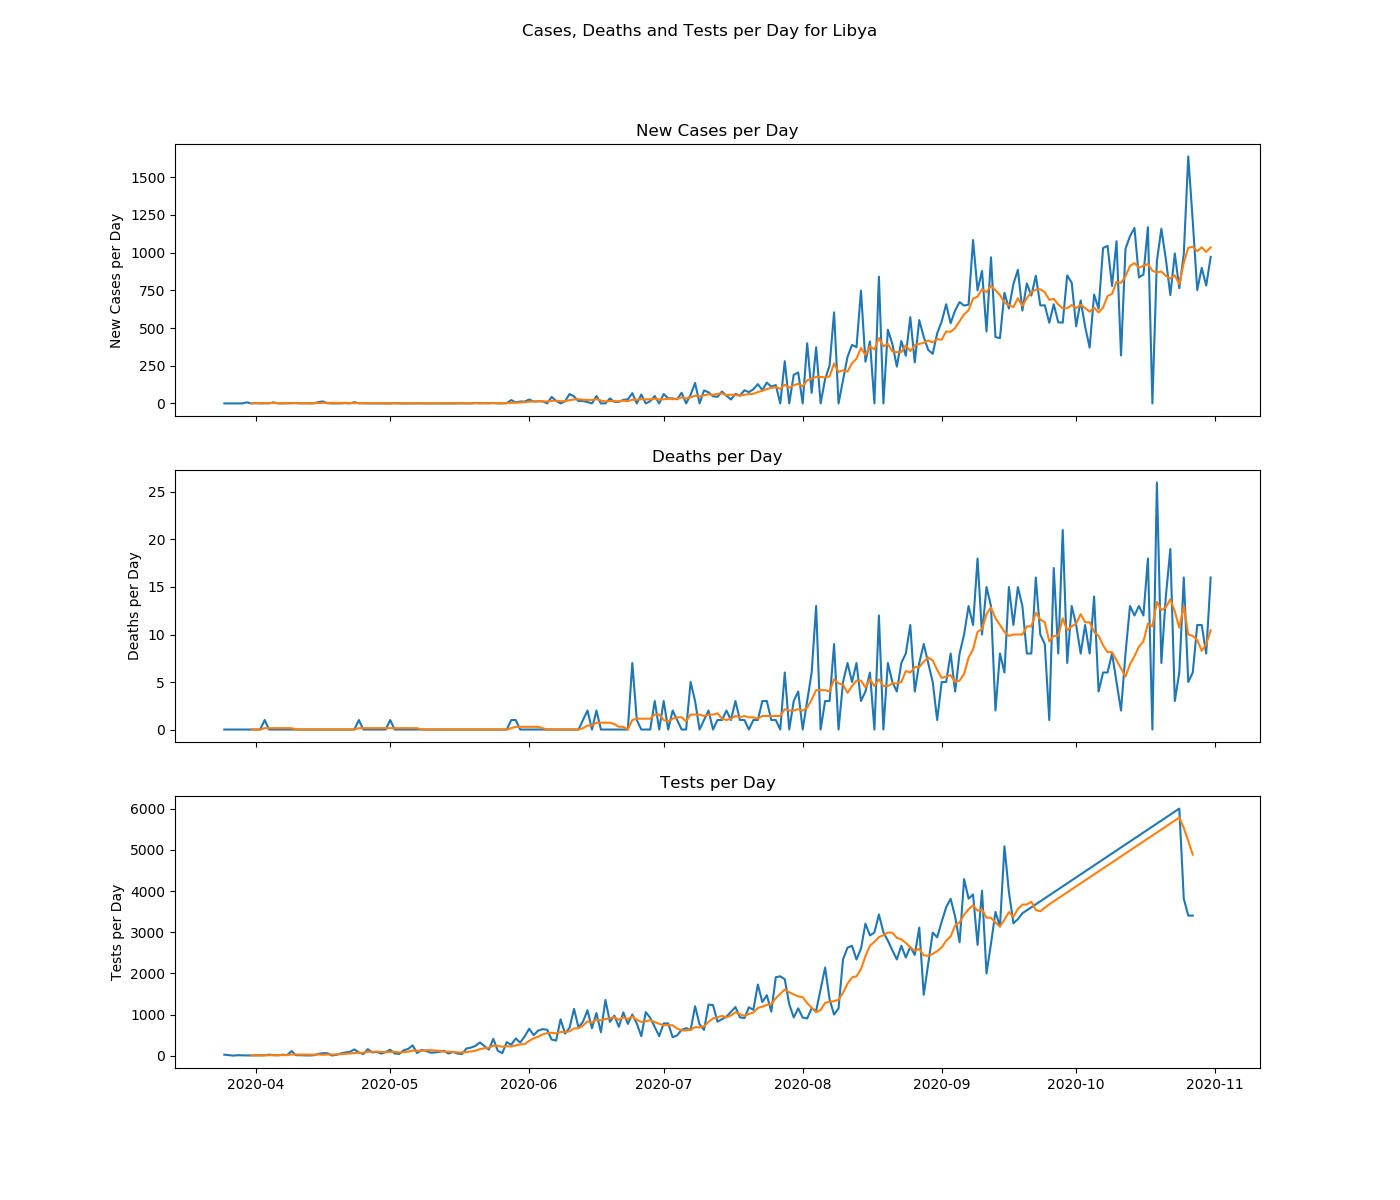 Cases, Deaths and Tests per Day for Libya
New Cases per Day
New Cases per Day
1500
1250
1000
750
500
250
0
Deaths per Day
Deaths per Day
25
20
15
10
5
0
Tests per Day
Tests per Day
6000
5000
4000
3000
2000
1000
0
2020-04 2020-05 2020-06 2020-07 2020-08 2020-09 2020-10 2020-11